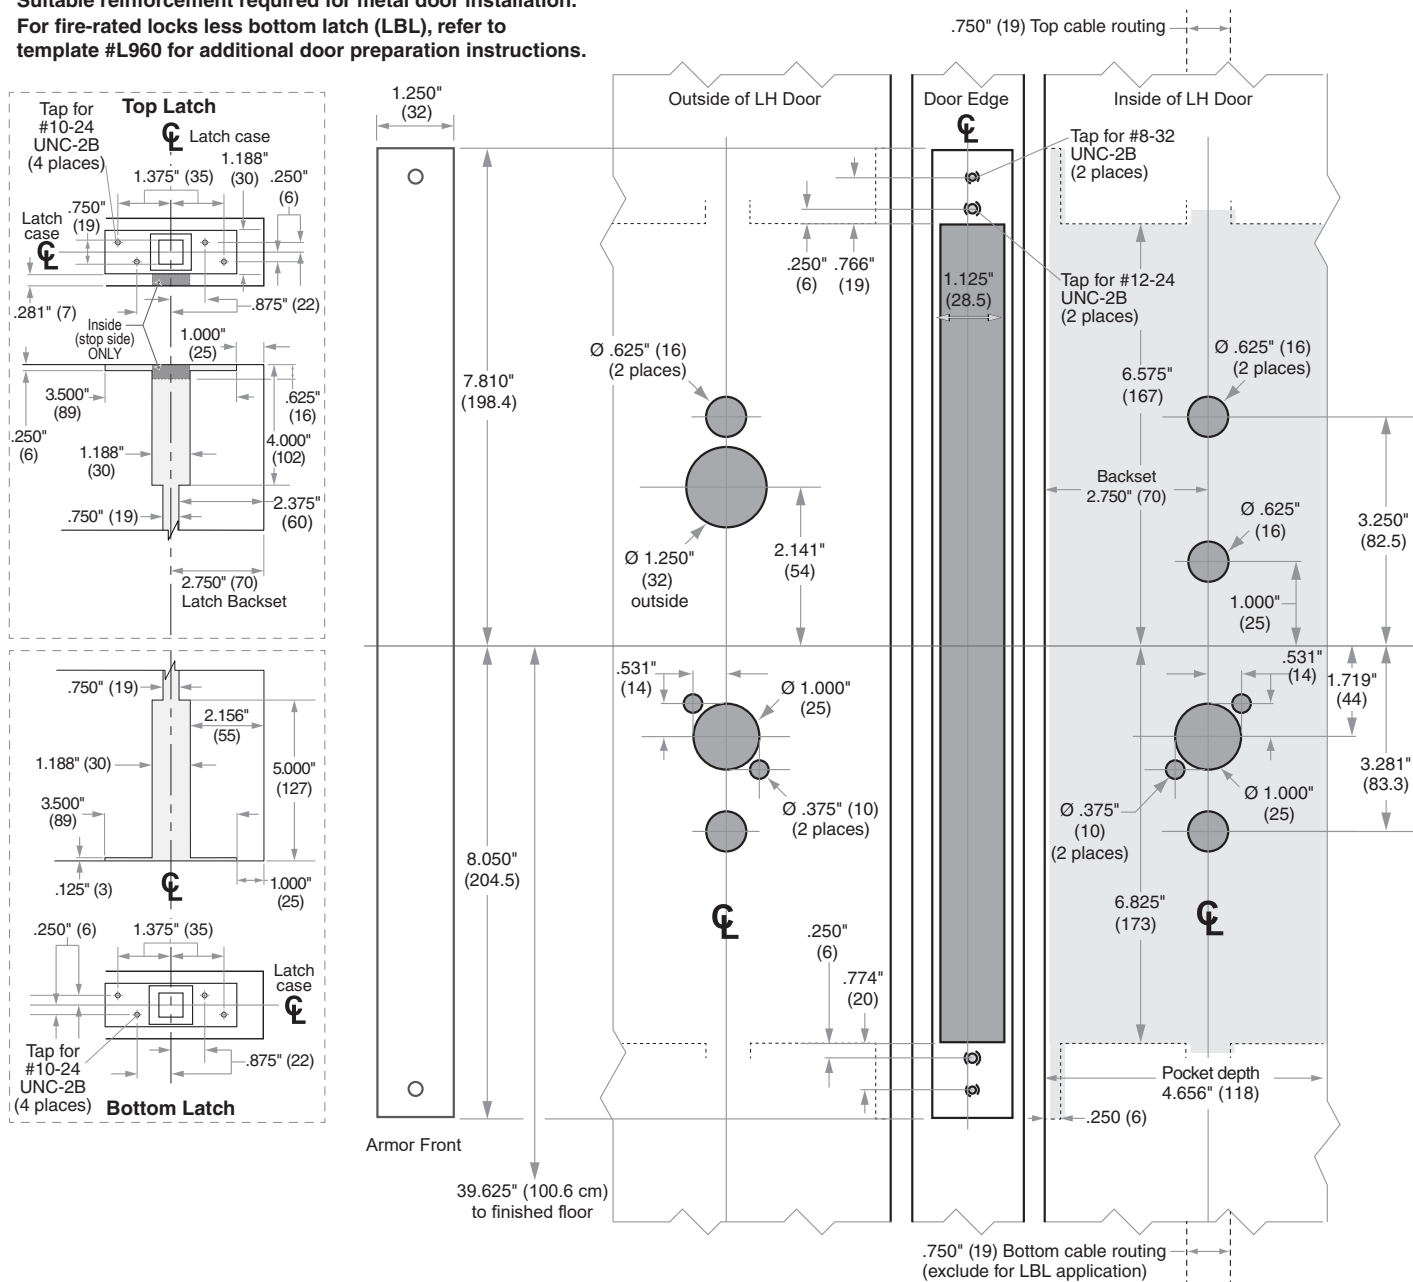 Suitable reinforcement required for metal door installation.
For fire-rated locks less bottom latch (LBL), refer to
template #L960 for additional door preparation instructions.
.750" (19) Top cable routing
Top Latch
Tap for
#10-24
UNC-2B
(4 places)
℄ Latch case
1.188"
(30)
.250"
(6)
1.375" (35)
.750"
(19)
Latch
case
℄
.281" (7)
.875" (22)
Inside
(stop side)
ONLY
1.000"
(25)
3.500"
(89)
.625"
(16)
.250"
(6)
4.000"
(102)
1.188"
(30)
2.375"
(60)
.750" (19)
2.750" (70)
Latch Backset
.750" (19)
2.156"
(55)
1.188" (30)
5.000"
(127)
3.500"
(89)
.125" (3)
℄
1.000"
(25)
.250" (6)
1.375" (35)
Latch
case
℄
Tap for
#10-24
UNC-2B
(4 places)
.875" (22)
Bottom Latch
1.250"
(32)
7.810"
(198.4)
8.050"
(204.5)
Armor Front
39.625" (100.6 cm)
to finished floor
Outside of LH Door
.250"
(6)
.766"
(19)
Ø .625" (16)
(2 places)
Ø 1.250"
(32)
outside
2.141"
(54)
.531"
(14)
Ø 1.000"
(25)
Ø .375" (10)
(2 places)
℄
.250"
(6)
.774"
(20)
Door Edge
℄
1.125"
(28.5)
Inside of LH Door
Tap for #8-32
UNC-2B
(2 places)
Tap for #12-24
UNC-2B
(2 places)
Ø .625" (16)
(2 places)
6.575"
(167)
Backset
2.750" (70)
Ø .625"
(16)
3.250"
(82.5)
1.000"
(25)
.531"
(14)
1.719"
(44)
3.281"
(83.3)
Ø 1.000"
(25)
Ø .375"
(10)
(2 places)
6.825"
(173)
℄
Pocket depth
4.656" (118)
.250 (6)
.750" (19) Bottom cable routing
(exclude for LBL application)